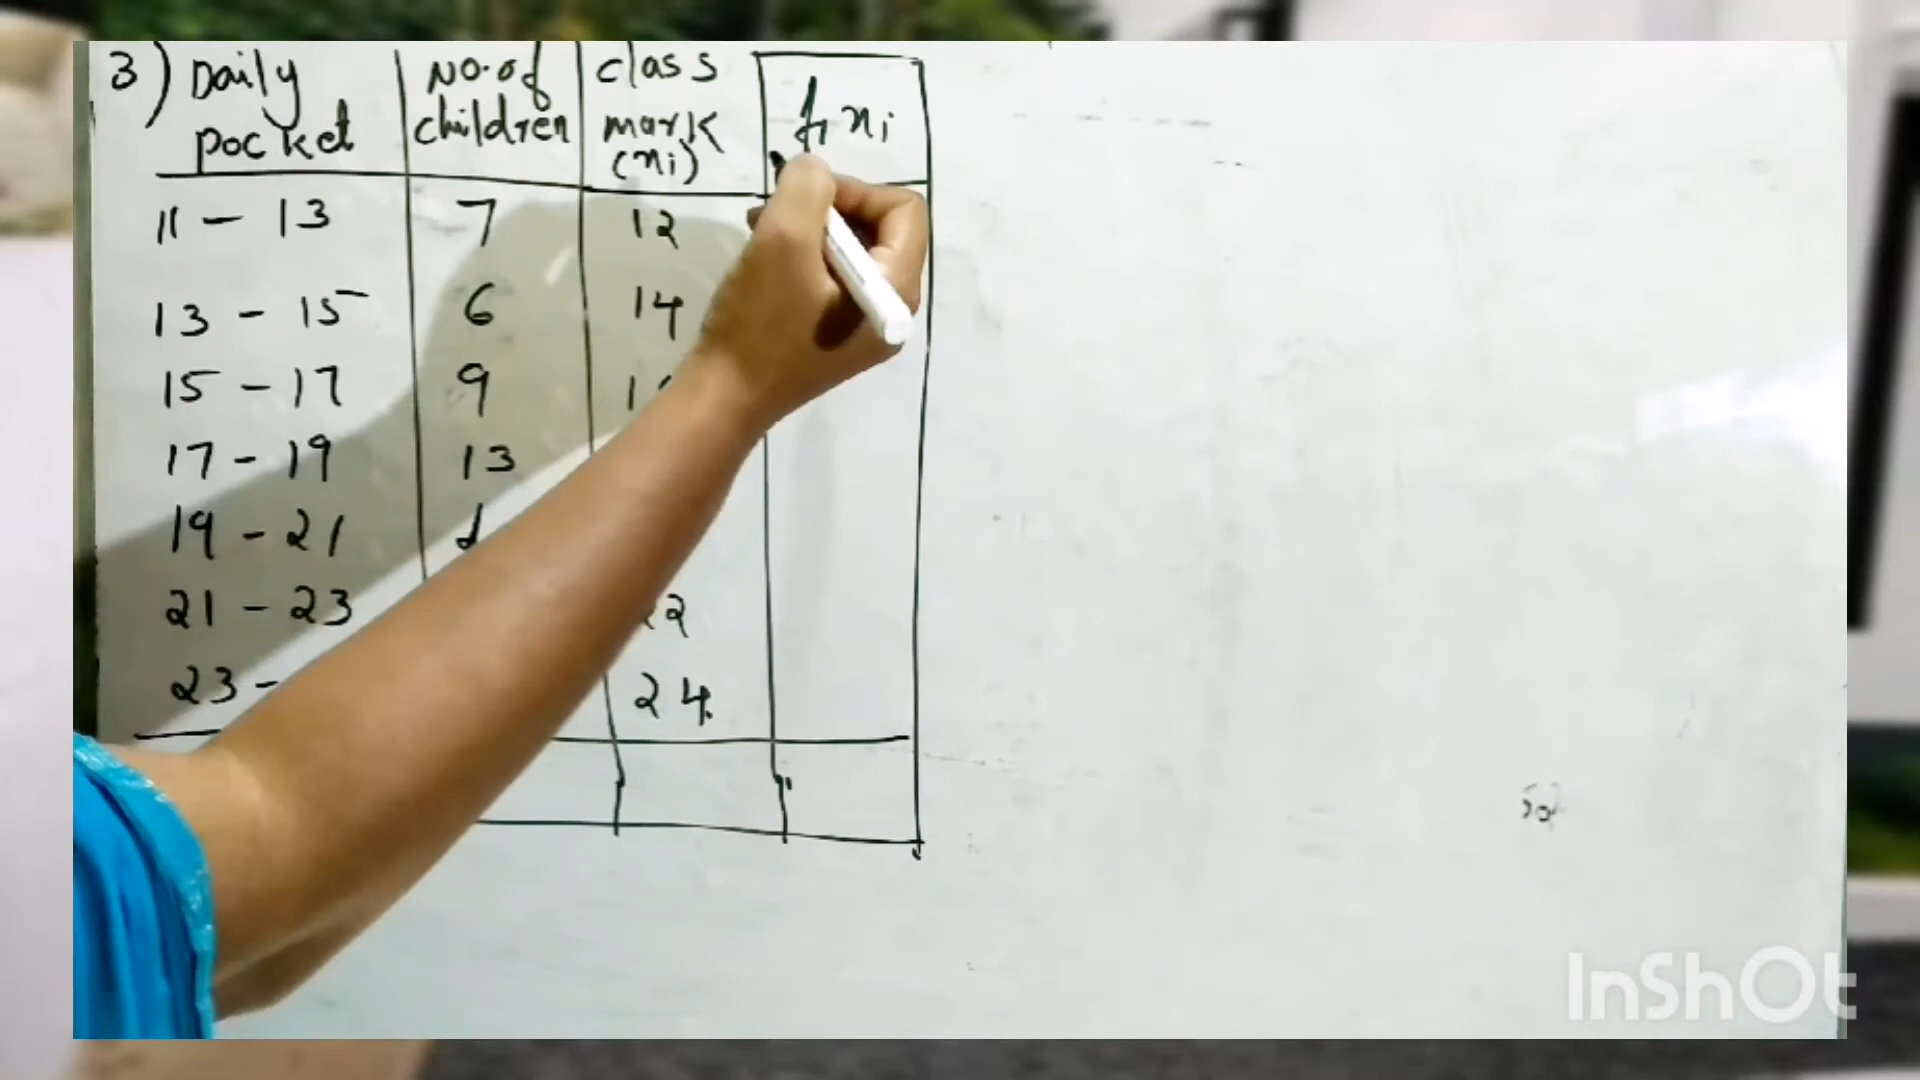 3) Daily pocket | No. of children | class mark (xi) | fi xi
11 - 13 7 12
13 - 15 6 14
15 - 17 9
17 - 19 13
19 - 21
21 - 23 22
23 - 24.
InShOt